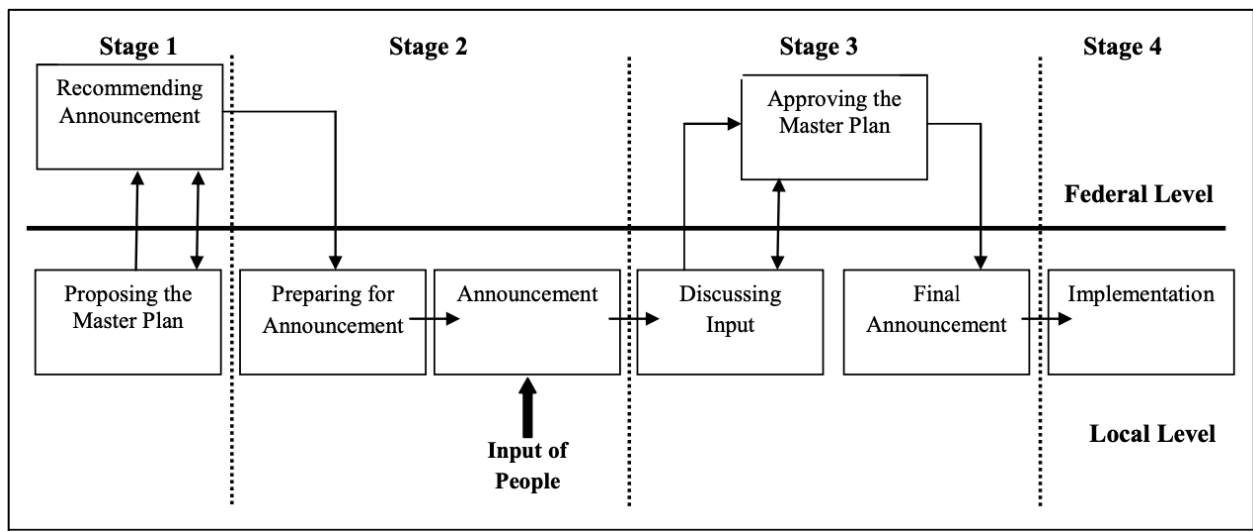 Stage 1
Stage 2
Stage 3
Stage 4
Recommending
Announcement
Approving the
Master Plan
Federal Level
Proposing the
Master Plan
Preparing for
Announcement
Announcement
Discussing
Input
Final
Announcement
Implementation
Input of
People
Local Level